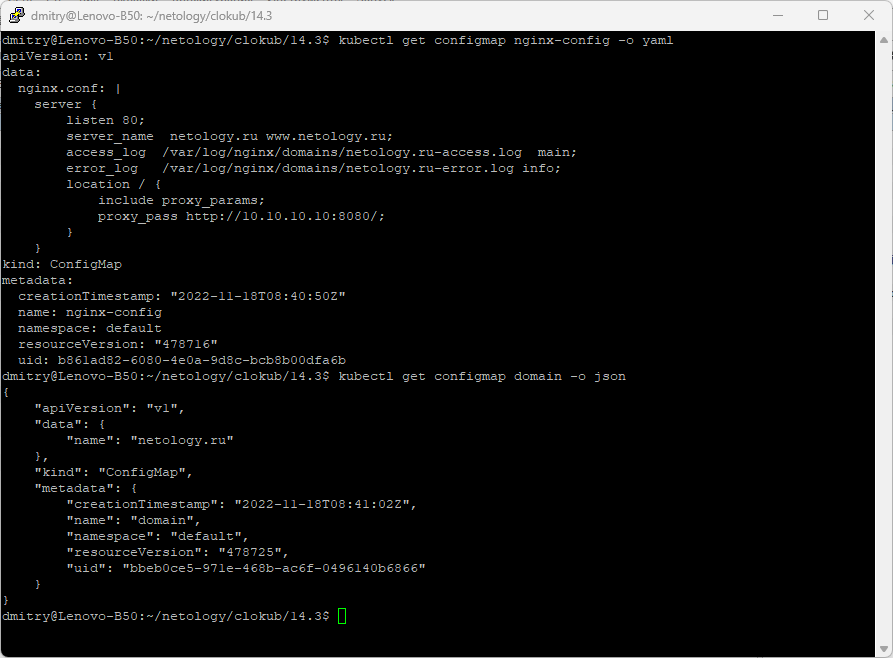 dmitry@Lenovo-B50: ~/netology/clokub/14.3
dmitry@Lenovo-B50:~/netology/clokub/14.3$ kubectl get configmap nginx-config -o yaml
apiVersion: v1
data:
  nginx.conf: |
    server {
        listen 80;
        server_name  netology.ru www.netology.ru;
        access_log  /var/log/nginx/domains/netology.ru-access.log  main;
        error_log   /var/log/nginx/domains/netology.ru-error.log info;
        location / {
            include proxy_params;
            proxy_pass http://10.10.10.10:8080/;
        }
    }
kind: ConfigMap
metadata:
  creationTimestamp: "2022-11-18T08:40:50Z"
  name: nginx-config
  namespace: default
  resourceVersion: "478716"
  uid: b861ad82-6080-4e0a-9d8c-bcb8b00dfa6b
dmitry@Lenovo-B50:~/netology/clokub/14.3$ kubectl get configmap domain -o json
{
    "apiVersion": "v1",
    "data": {
        "name": "netology.ru"
    },
    "kind": "ConfigMap",
    "metadata": {
        "creationTimestamp": "2022-11-18T08:41:02Z",
        "name": "domain",
        "namespace": "default",
        "resourceVersion": "478725",
        "uid": "bbeb0ce5-971e-468b-ac6f-0496140b6866"
    }
}
dmitry@Lenovo-B50:~/netology/clokub/14.3$